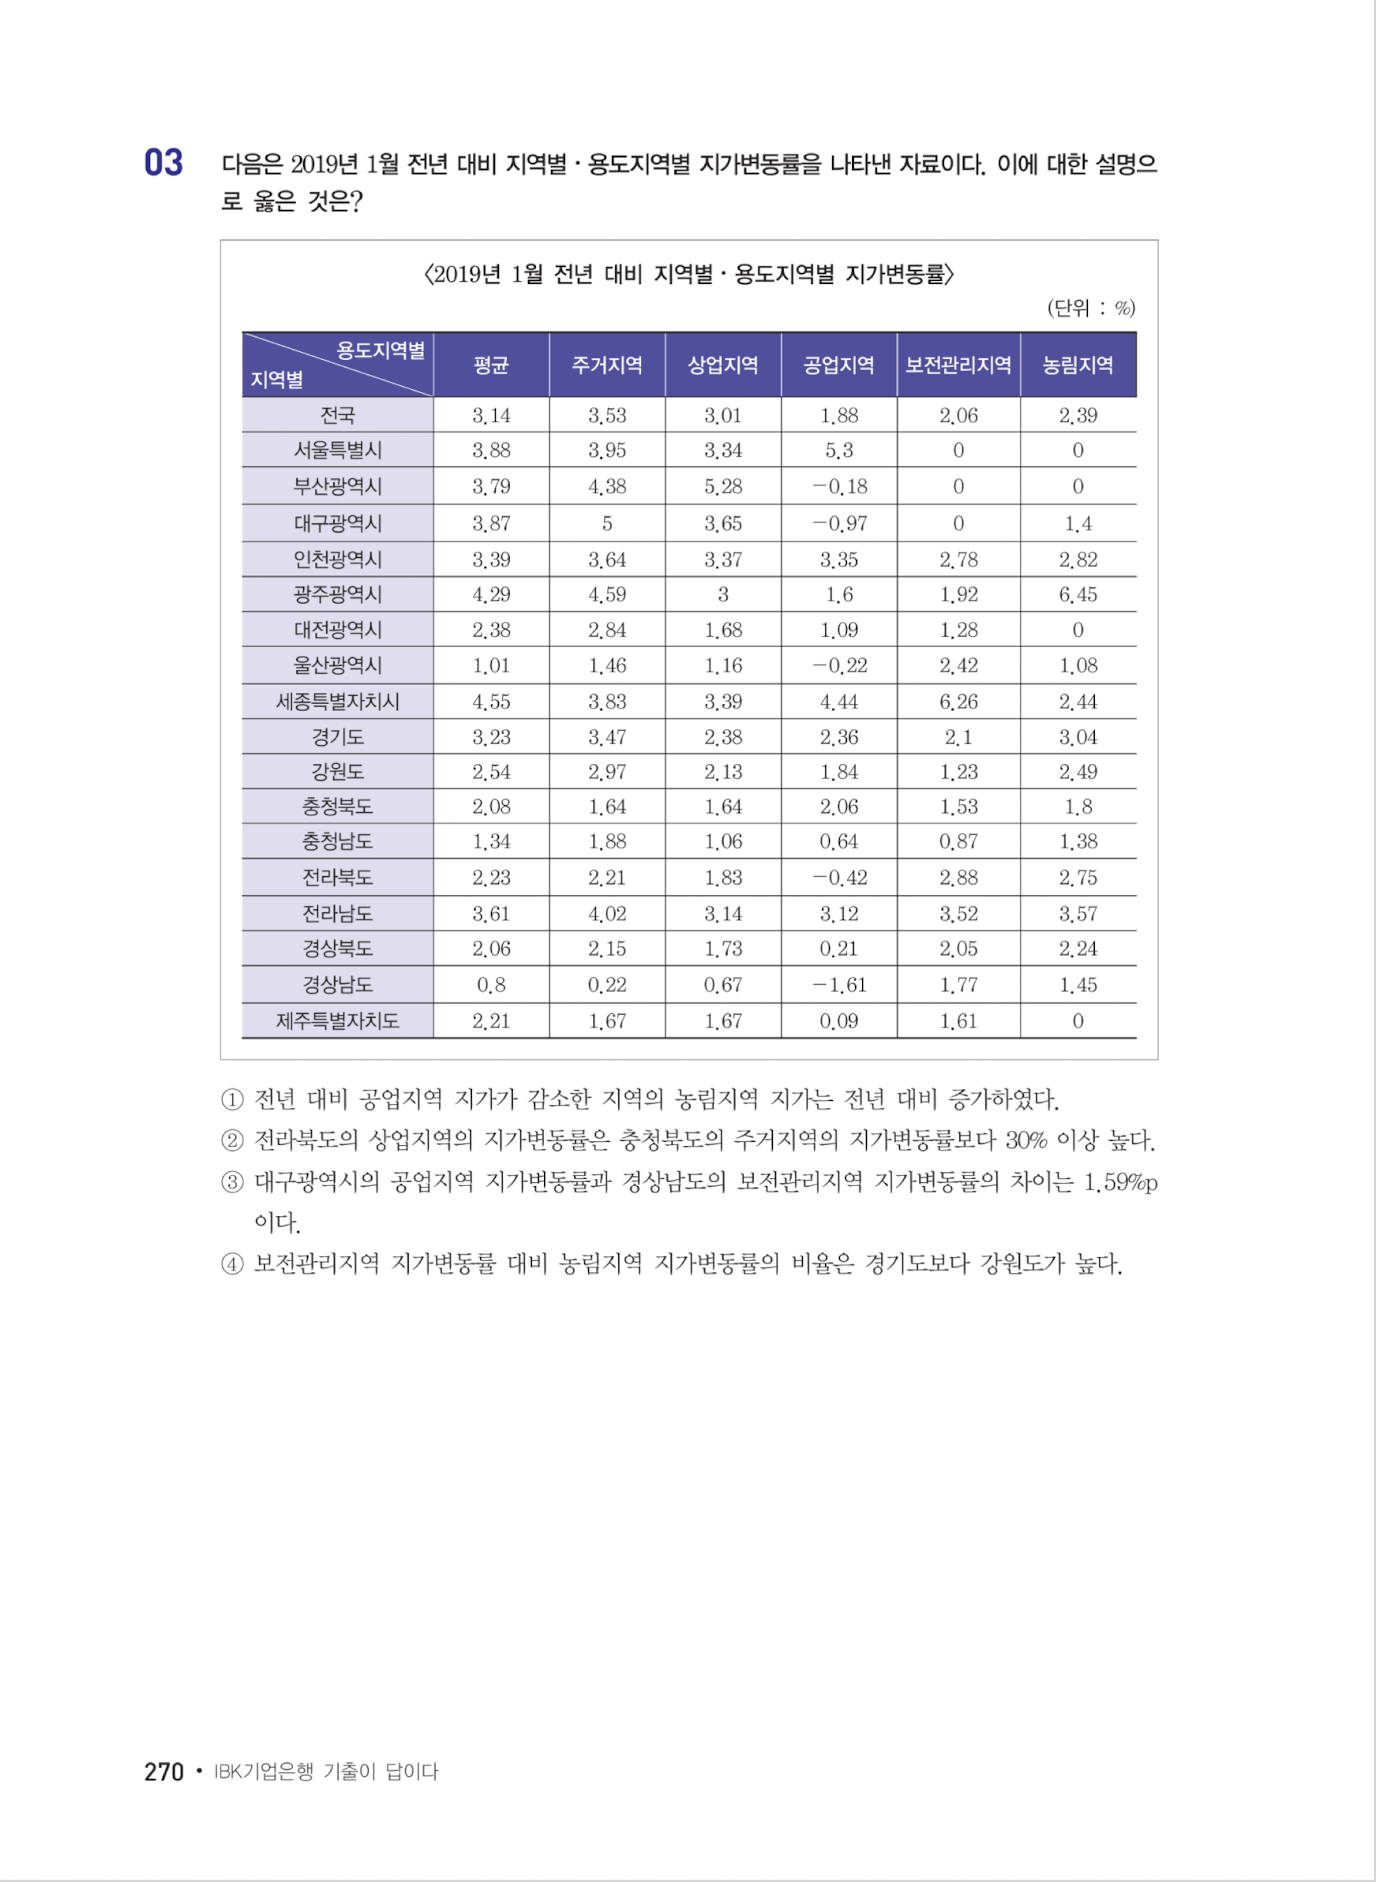 03 다음은 2019년 1월 전년 대비 지역별·용도지역별 지가변동률을 나타낸 자료이다. 이에 대한 설명으
로 옳은 것은?
〈2019년 1월 전년 대비 지역별·용도지역별 지가변동률〉
(단위 : %)
지역별 용도지역별 평균 주거지역 상업지역 공업지역 보전관리지역 농림지역
전국 3.14 3.53 3.01 1.88 2.06 2.39
서울특별시 3.88 3.95 3.34 5.3 0 0
부산광역시 3.79 4.38 5.28 −0.18 0 0
대구광역시 3.87 5 3.65 −0.97 0 1.4
인천광역시 3.39 3.64 3.37 3.35 2.78 2.82
광주광역시 4.29 4.59 3 1.6 1.92 6.45
대전광역시 2.38 2.84 1.68 1.09 1.28 0
울산광역시 1.01 1.46 1.16 −0.22 2.42 1.08
세종특별자치시 4.55 3.83 3.39 4.44 6.26 2.44
경기도 3.23 3.47 2.38 2.36 2.1 3.04
강원도 2.54 2.97 2.13 1.84 1.23 2.49
충청북도 2.08 1.64 1.64 2.06 1.53 1.8
충청남도 1.34 1.88 1.06 0.64 0.87 1.38
전라북도 2.23 2.21 1.83 −0.42 2.88 2.75
전라남도 3.61 4.02 3.14 3.12 3.52 3.57
경상북도 2.06 2.15 1.73 0.21 2.05 2.24
경상남도 0.8 0.22 0.67 −1.61 1.77 1.45
제주특별자치도 2.21 1.67 1.67 0.09 1.61 0
① 전년 대비 공업지역 지가가 감소한 지역의 농림지역 지가는 전년 대비 증가하였다.
② 전라북도의 상업지역의 지가변동률은 충청북도의 주거지역의 지가변동률보다 30% 이상 높다.
③ 대구광역시의 공업지역 지가변동률과 경상남도의 보전관리지역 지가변동률의 차이는 1.59%p
이다.
④ 보전관리지역 지가변동률 대비 농림지역 지가변동률의 비율은 경기도보다 강원도가 높다.
270 • IBK기업은행 기출이 답이다